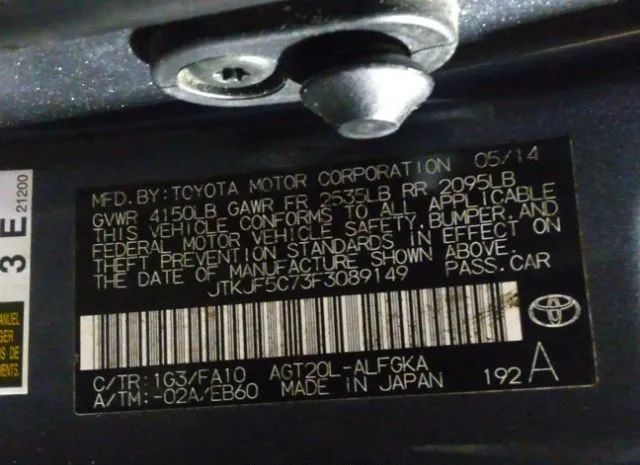 MFD. BY: TOYOTA MOTOR CORPORATION 05/14
GVWR 4150LB GAWR FR 2535LB RR 2095LB
THIS VEHICLE CONFORMS TO ALL APPLICABLE
FEDERAL MOTOR VEHICLE SAFETY, BUMPER, AND
THEFT PREVENTION STANDARDS IN EFFECT ON
THE DATE OF MANUFACTURE SHOWN ABOVE.
JTKJF5C73F3089149 PASS. CAR
C/TR: 1G3/FA10 AGT20L-ALFGKA
A/TM: -02A/EB60 MADE IN JAPAN 192 A
3 E 21200
MANUEL